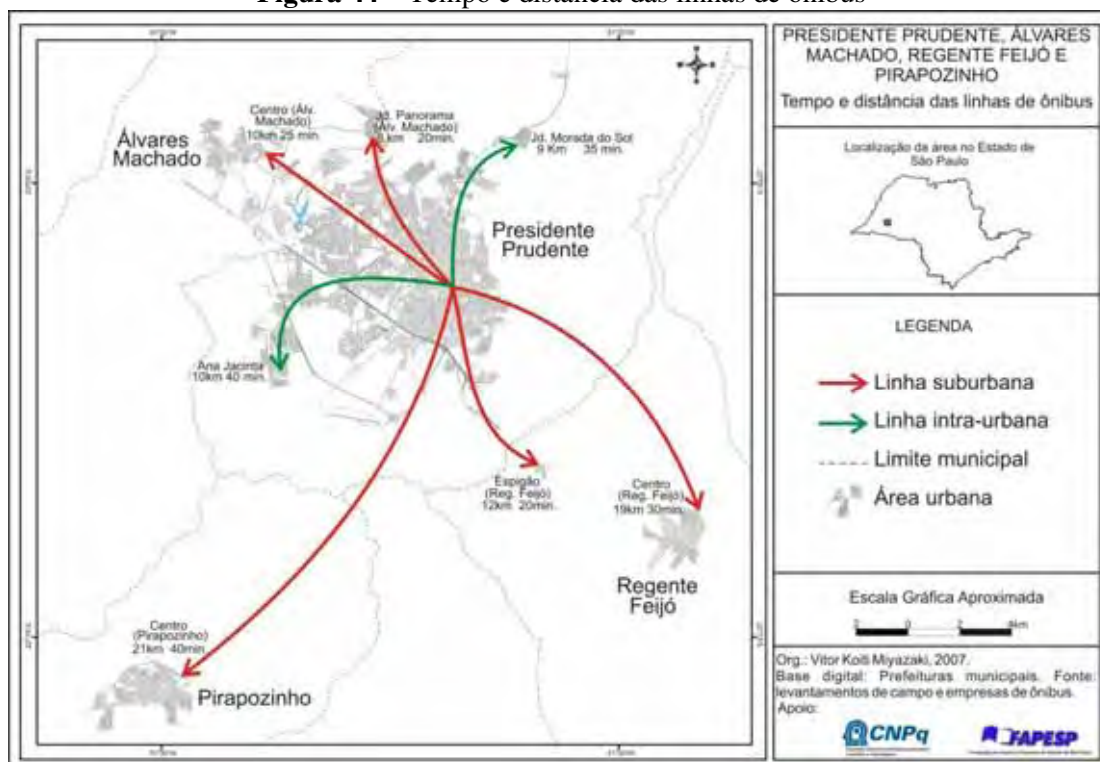 Tempo e distância das linhas de ônibus
PRESIDENTE PRUDENTE, ÁLVARES
MACHADO, REGENTE FEIJÓ E
PIRAPOZINHO
Tempo e distância das linhas de ônibus
Localização da área no Estado de
São Paulo
LEGENDA
Linha suburbana
Linha intra-urbana
Limite municipal
Área urbana
Escala Gráfica Aproximada
2 0 2 4km
Org.: Vitor Koiti Miyazaki, 2007.
Base digital: Prefeituras municipais. Fonte:
levantamentos de campo e empresas de ônibus.
Apoio:
CNPq
FAPESP
Centro (Álv.
Machado)
10km 25 min.
Jd. Panorama
(Álv. Machado)
km 20min.
Jd. Morada do Sol
9 Km 35 min.
Álvares
Machado
Presidente
Prudente
Ana Jacinta
10km 40 min.
Espigão
(Reg. Feijó)
12km 20min.
Centro
(Reg. Feijó)
19km 30min.
Regente
Feijó
Centro
(Pirapozinho)
21km 40min.
Pirapozinho